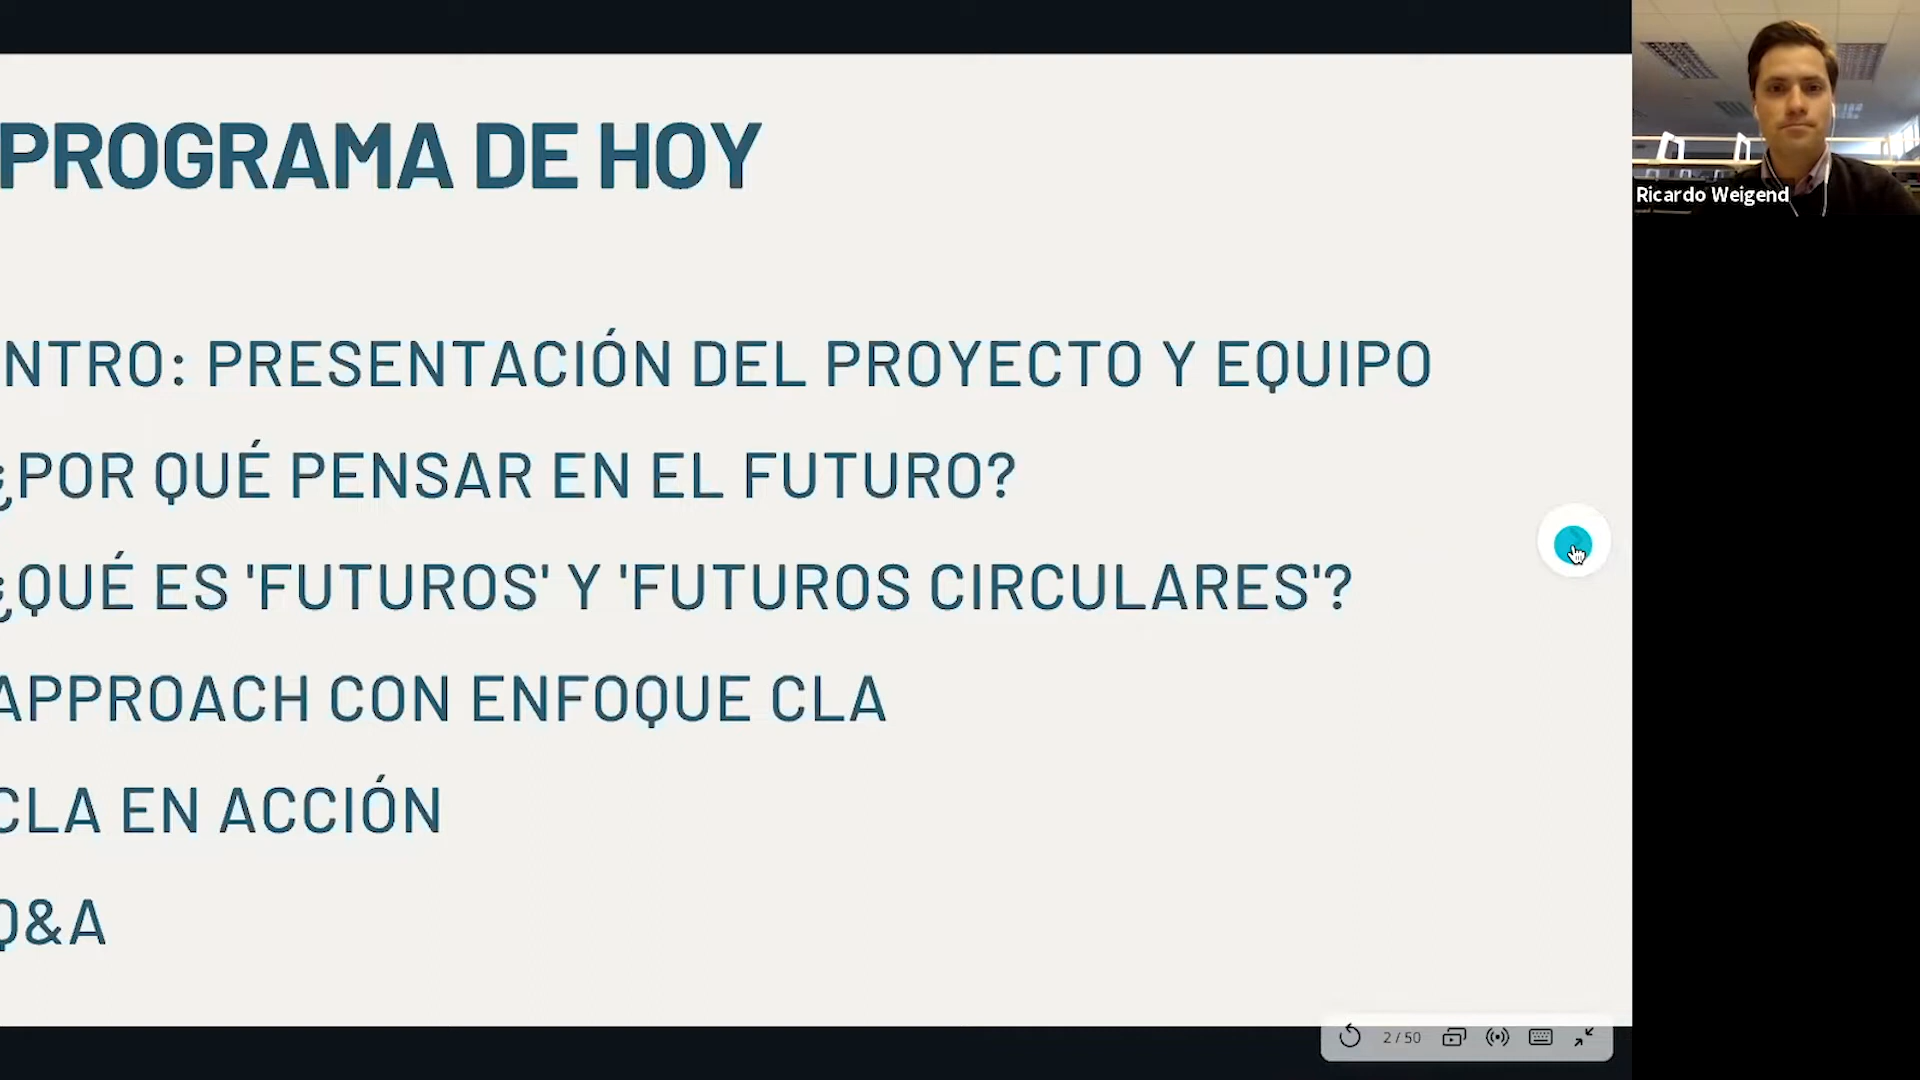 PROGRAMA DE HOY
Ricardo Weigend
NTRO: PRESENTACIÓN DEL PROYECTO Y EQUIPO
¿POR QUÉ PENSAR EN EL FUTURO?
¿QUÉ ES 'FUTUROS' Y 'FUTUROS CIRCULARES'?
APPROACH CON ENFOQUE CLA
CLA EN ACCIÓN
Q&A
2 / 50